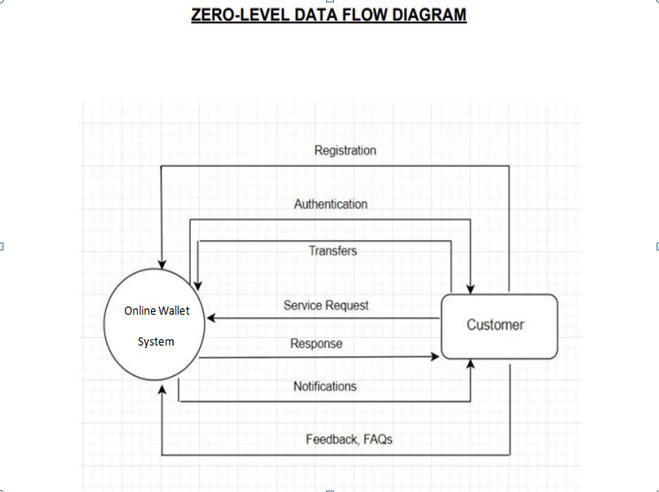 ZERO-LEVEL DATA FLOW DIAGRAM
Registration
Authentication
Transfers
Service Request
Online Wallet
System
Customer
Response
Notifications
Feedback, FAQs